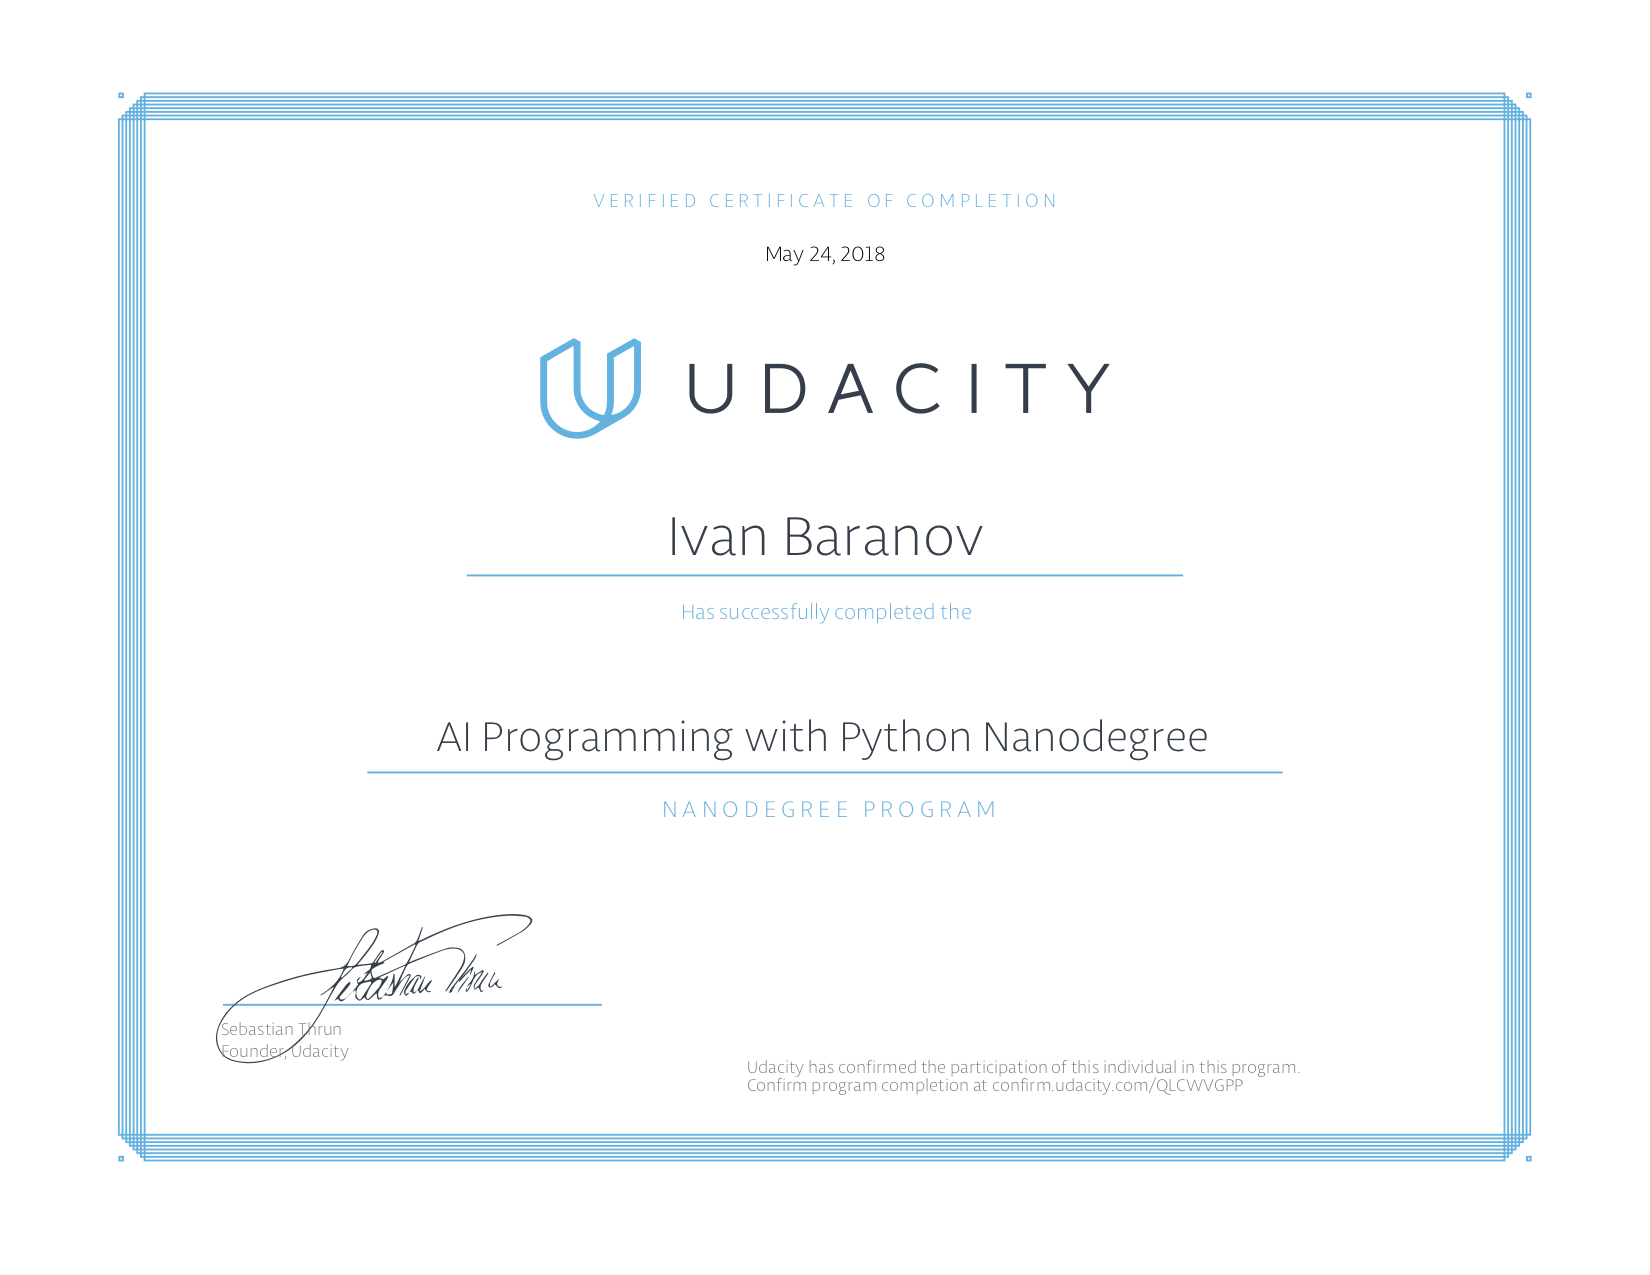 VERIFIED CERTIFICATE OF COMPLETION
May 24, 2018
UDACITY
Ivan Baranov
Has successfully completed the
AI Programming with Python Nanodegree
NANODEGREE PROGRAM
Sebastian Thrun
Sebastian Thrun
Founder, Udacity
Udacity has confirmed the participation of this individual in this program.
Confirm program completion at confirm.udacity.com/QLCWVGPP